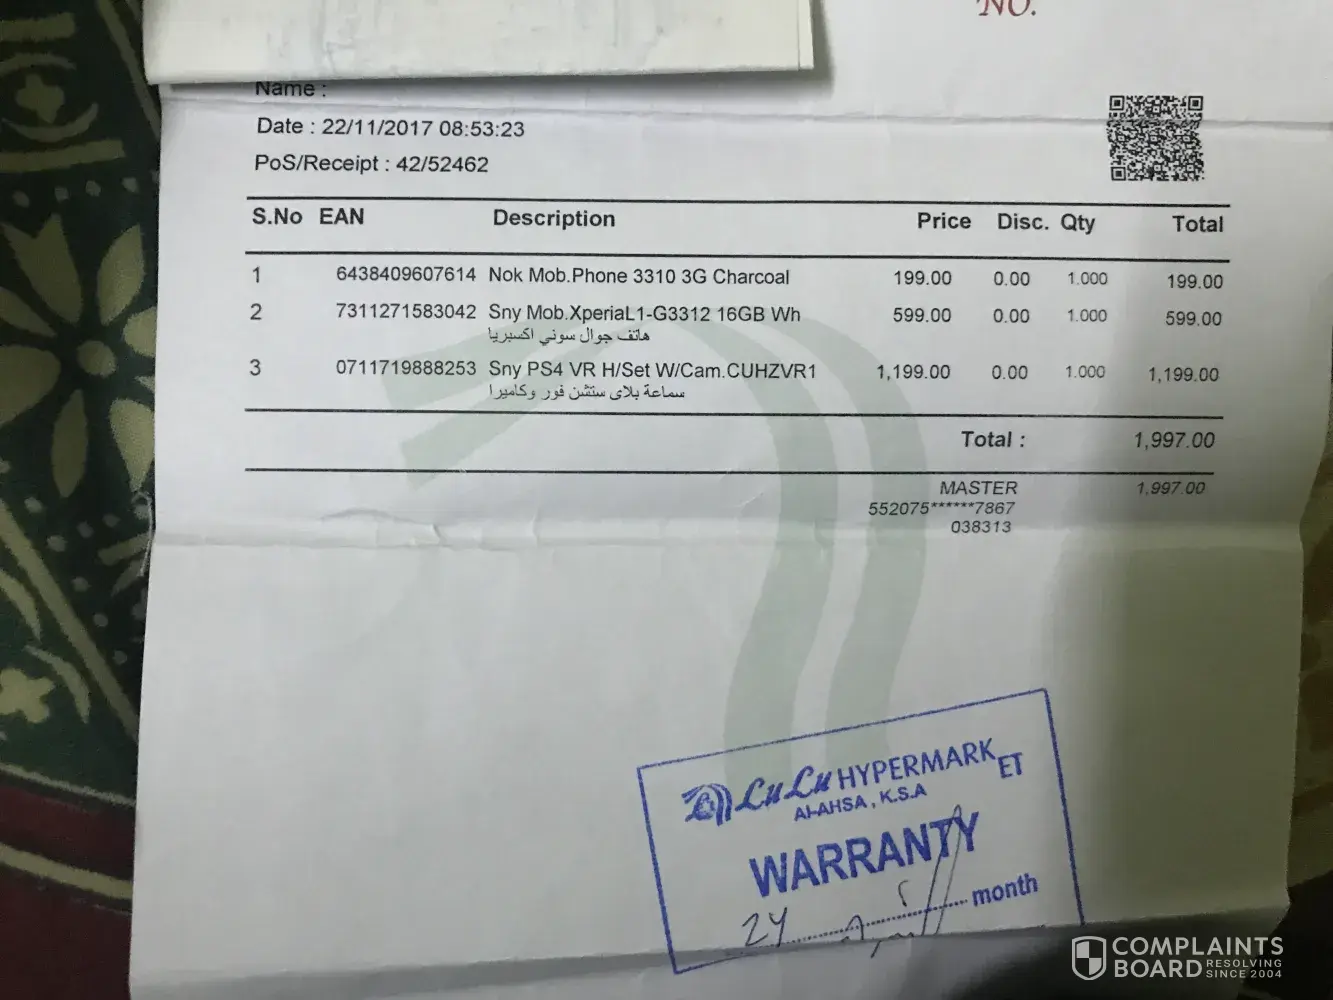 NO.
Name :
Date : 22/11/2017 08:53:23
PoS/Receipt : 42/52462
S.No EAN Description Price Disc. Qty Total
1 6438409607614 Nok Mob.Phone 3310 3G Charcoal 199.00 0.00 1.000 199.00
2 7311271583042 Sny Mob.XperiaL1-G3312 16GB Wh 599.00 0.00 1.000 599.00
هاتف جوال سوني اكسبريا
3 0711719888253 Sny PS4 VR H/Set W/Cam.CUHZVR1 1,199.00 0.00 1.000 1,199.00
سماعة بلاى ستشن فور وكاميرا
Total : 1,997.00
MASTER 1,997.00
552075******7867
038313
LuLu HYPERMARKET
Al-AHSA , K.S.A
WARRANTY
24 month
COMPLAINTS
BOARD RESOLVING
SINCE 2004